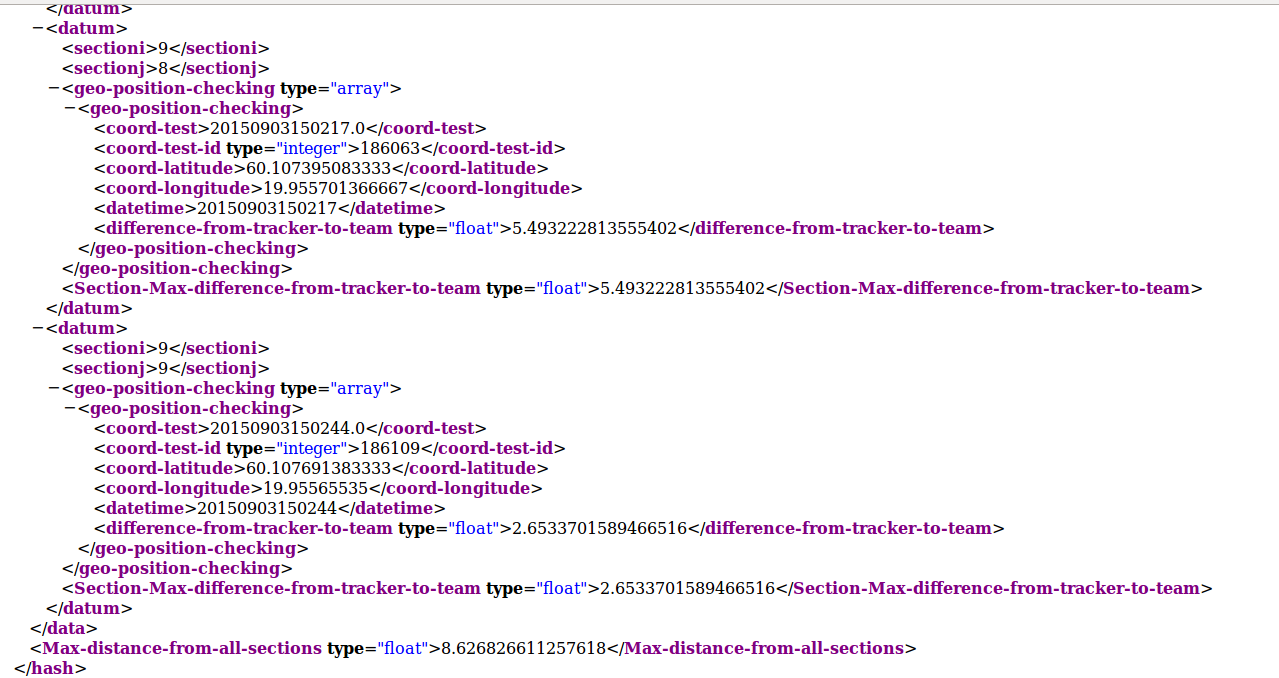 </datum>
−<datum>
<sectioni>9</sectioni>
<sectionj>8</sectionj>
−<geo-position-checking type="array">
−<geo-position-checking>
<coord-test>20150903150217.0</coord-test>
<coord-test-id type="integer">186063</coord-test-id>
<coord-latitude>60.107395083333</coord-latitude>
<coord-longitude>19.955701366667</coord-longitude>
<datetime>20150903150217</datetime>
<difference-from-tracker-to-team type="float">5.493222813555402</difference-from-tracker-to-team>
</geo-position-checking>
</geo-position-checking>
<Section-Max-difference-from-tracker-to-team type="float">5.493222813555402</Section-Max-difference-from-tracker-to-team>
</datum>
−<datum>
<sectioni>9</sectioni>
<sectionj>9</sectionj>
−<geo-position-checking type="array">
−<geo-position-checking>
<coord-test>20150903150244.0</coord-test>
<coord-test-id type="integer">186109</coord-test-id>
<coord-latitude>60.107691383333</coord-latitude>
<coord-longitude>19.95565535</coord-longitude>
<datetime>20150903150244</datetime>
<difference-from-tracker-to-team type="float">2.6533701589466516</difference-from-tracker-to-team>
</geo-position-checking>
</geo-position-checking>
<Section-Max-difference-from-tracker-to-team type="float">2.6533701589466516</Section-Max-difference-from-tracker-to-team>
</datum>
</data>
<Max-distance-from-all-sections type="float">8.626826611257618</Max-distance-from-all-sections>
</hash>